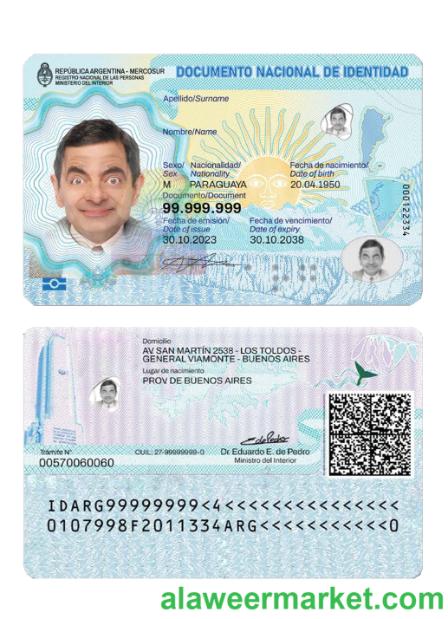 REPÚBLICA ARGENTINA - MERCOSUR
REGISTRO NACIONAL DE LAS PERSONAS
MINISTERIO DEL INTERIOR
DOCUMENTO NACIONAL DE IDENTIDAD
Apellido/Surname
Nombre/Name
Sexo/ Nacionalidad/ Fecha de nacimiento/
Sex Nationality Date of birth
M PARAGUAYA 20.04.1950
Documento/Document
99.999.999
Fecha de emisión/ Fecha de vencimiento/
Date of issue Date of expiry
30.10.2023 30.10.2038
Domicilio
AV. SAN MARTÍN 2538 - LOS TOLDOS -
GENERAL VIAMONTE - BUENOS AIRES
Lugar de nacimiento
PROV DE BUENOS AIRES
Trámite N°
00570060060
CUIL: 27-99999999-0
Dr. Eduardo E. de Pedro
Ministro del Interior
IDARG99999999<4<<<<<<<<<<<<<<<
0107998F2011334ARG<<<<<<<<<<<0
alaweermarket.com